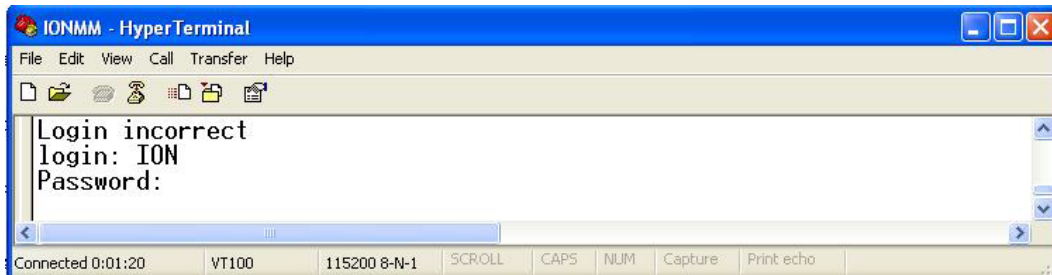 IONMM - HyperTerminal
File Edit View Call Transfer Help
Login incorrect
login: ION
Password:
Connected 0:01:20 VT100 115200 8-N-1 SCROLL CAPS NUM Capture Print echo